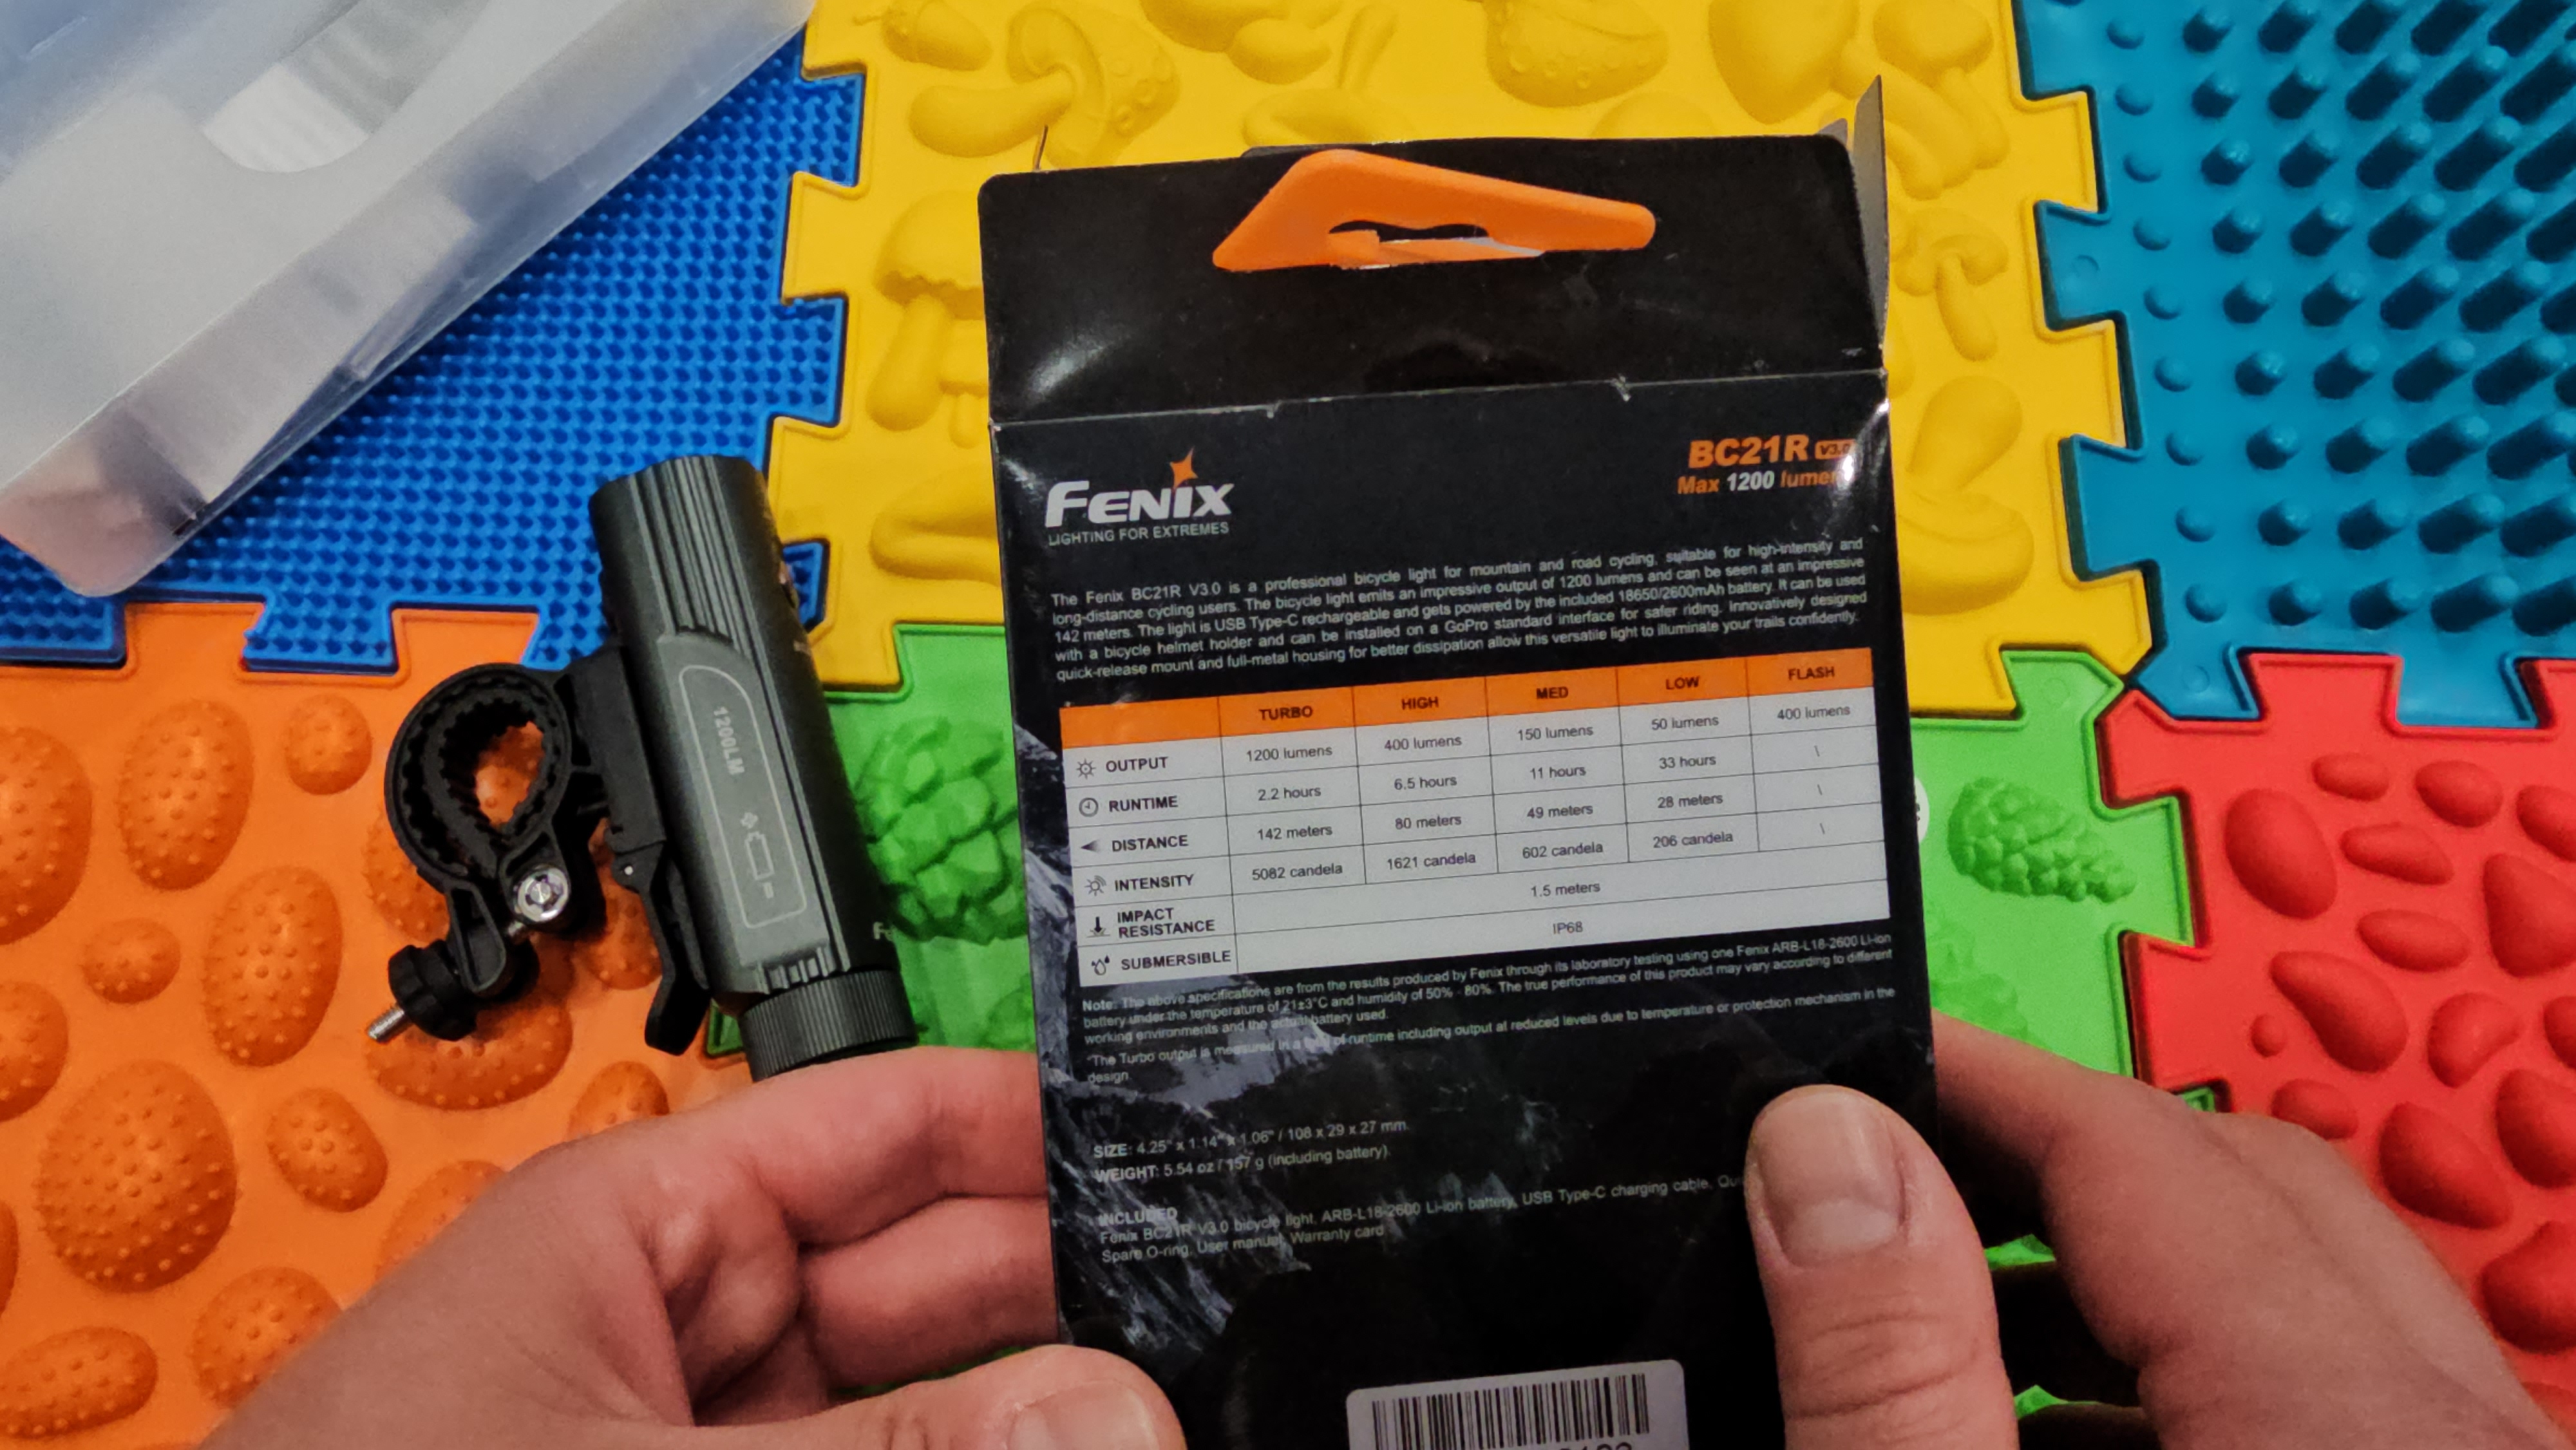 FENIX
LIGHTING FOR EXTREMES
BC21R V3.0
Max 1200 lumen
The Fenix BC21R V3.0 is a professional bicycle light for mountain and road cycling, suitable for high-intensity and
long-distance cycling users. The bicycle light emits an impressive output of 1200 lumens and can be seen at an impressive
142 meters. The light is USB Type-C rechargeable and gets powered by the included 18650/2600mAh battery. It can be used
with a bicycle helmet holder and can be installed on a GoPro standard interface for safer riding. Innovatively designed
quick-release mount and full-metal housing for better dissipation allow this versatile light to illuminate your trails confidently.
TURBO HIGH MED LOW FLASH
OUTPUT 1200 lumens 400 lumens 150 lumens 50 lumens 400 lumens
RUNTIME 2.2 hours 6.5 hours 11 hours 33 hours \
DISTANCE 142 meters 80 meters 49 meters 28 meters \
INTENSITY 5082 candela 1621 candela 602 candela 206 candela \
IMPACT
RESISTANCE 1.5 meters
SUBMERSIBLE IP68
Note: The above specifications are from the results produced by Fenix through its laboratory testing using one Fenix ARB-L18-2600 Li-ion
battery under the temperature of 21±3°C and humidity of 50% - 80%. The true performance of this product may vary according to different
working environments and the actual battery used.
*The Turbo output is measured in a of runtime including output at reduced levels due to temperature or protection mechanism in the
design.
SIZE: 4.25" x 1.14" x 1.06" / 108 x 29 x 27 mm.
WEIGHT: 5.54 oz / 157 g (including battery).
INCLUDED
Fenix BC21R V3.0 bicycle light, ARB-L18-2600 Li-ion battery, USB Type-C charging cable,
Spare O-ring, User manual, Warranty card
1200LM